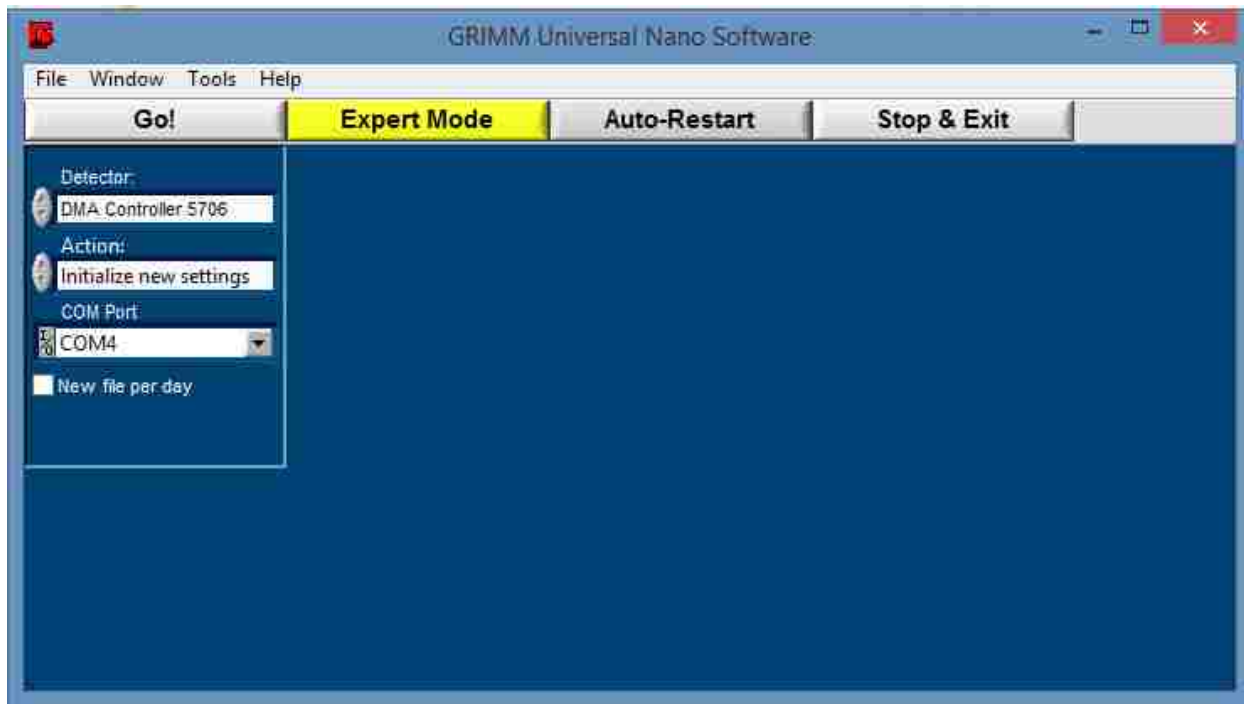 GRIMM Universal Nano Software
File Window Tools Help
Go! Expert Mode Auto-Restart Stop & Exit
Detector:
DMA Controller 5706
Action:
Initialize new settings
COM Port
COM4
New file per day